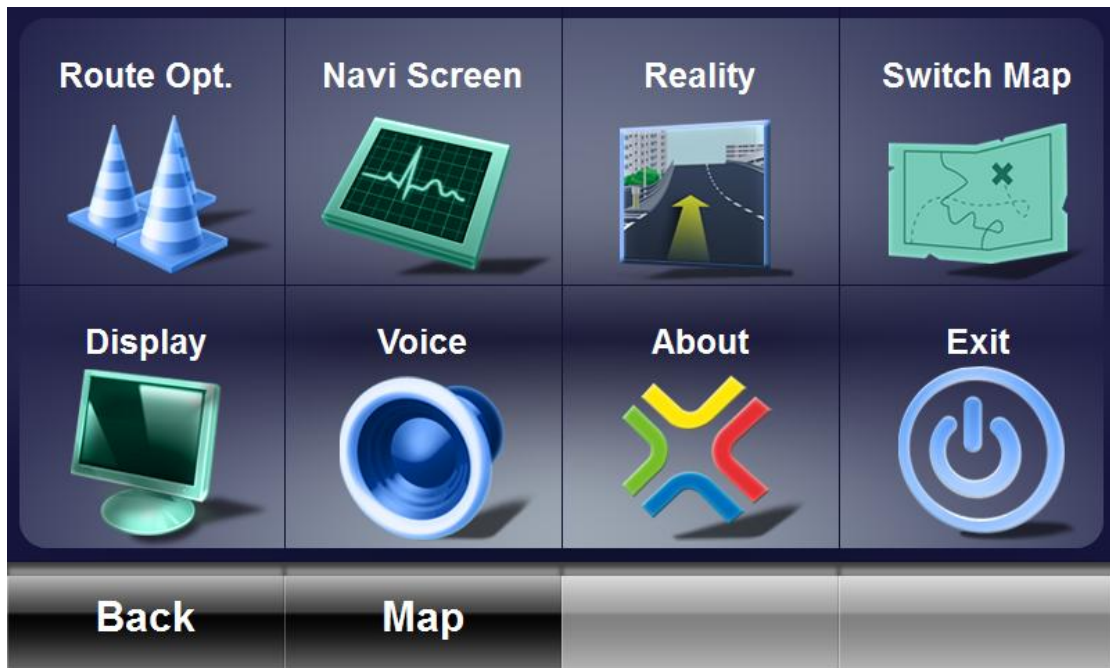 Route Opt.
Navi Screen
Reality
Switch Map
Display
Voice
About
Exit
Back
Map